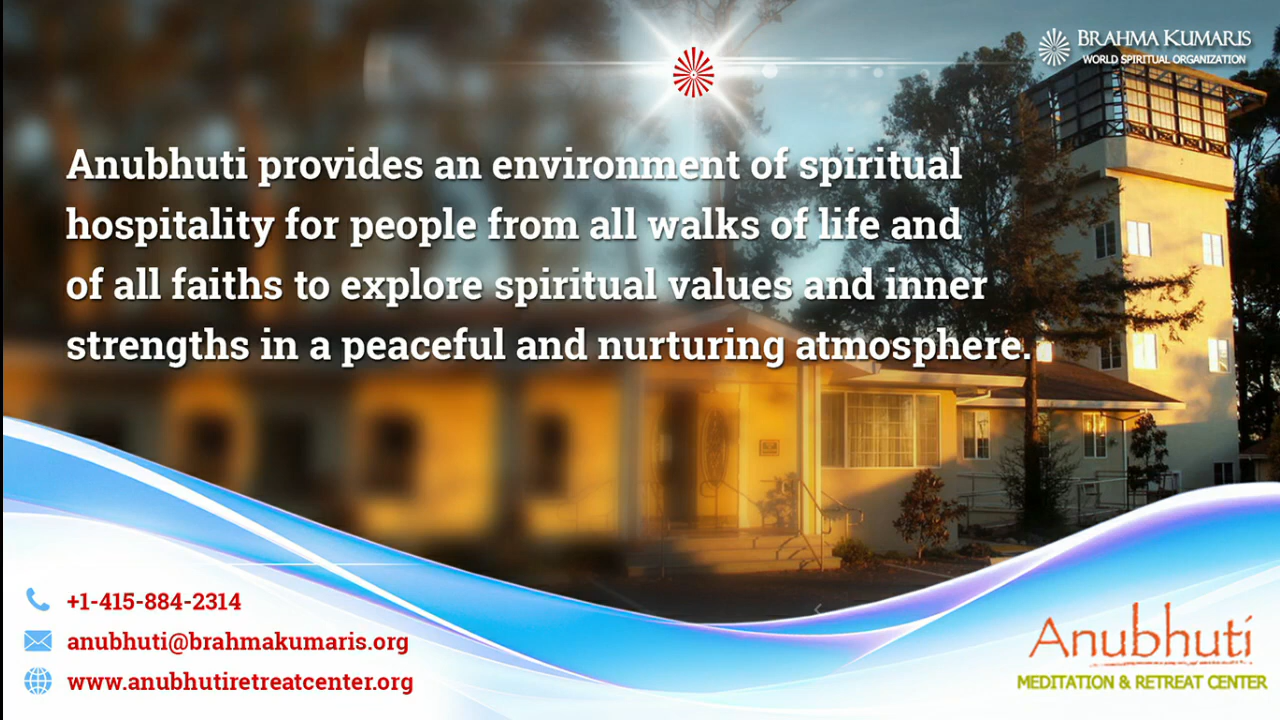 BRAHMA KUMARIS
WORLD SPIRITUAL ORGANIZATION
Anubhuti provides an environment of spiritual
hospitality for people from all walks of life and
of all faiths to explore spiritual values and inner
strengths in a peaceful and nurturing atmosphere.
+1-415-884-2314
anubhuti@brahmakumaris.org
www.anubhutiretreatcenter.org
Anubhuti
MEDITATION & RETREAT CENTER